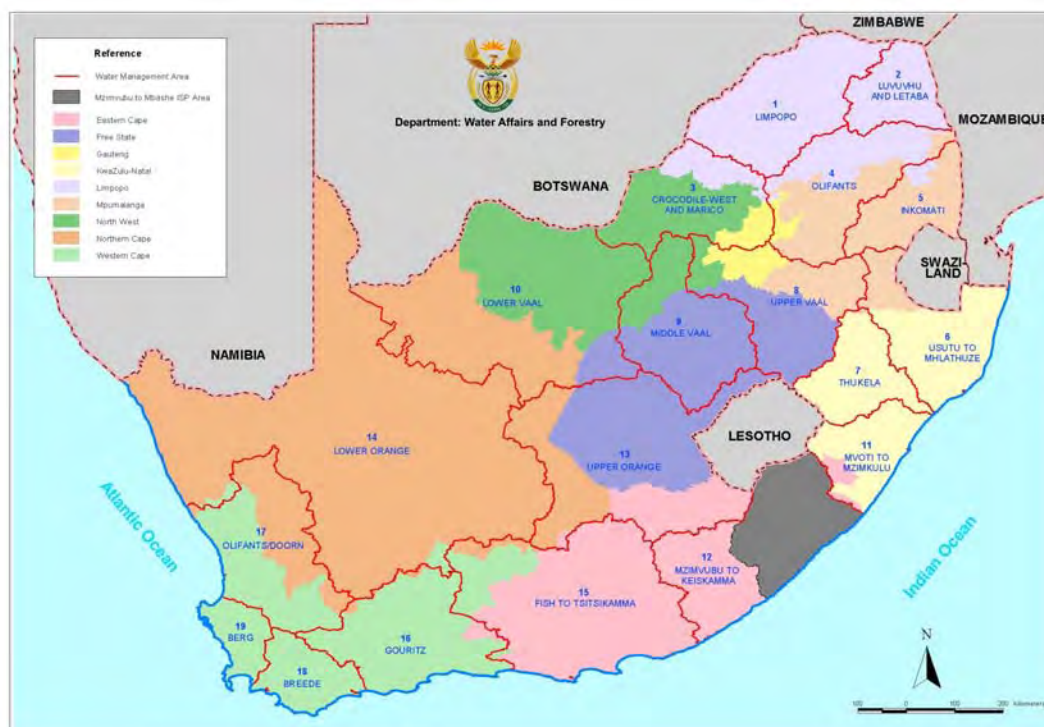 Reference
Water Management Area
Mzimvubu to Mbashe ISP Area
Eastern Cape
Free State
Gauteng
KwaZulu-Natal
Limpopo
Mpumalanga
North West
Northern Cape
Western Cape
Department: Water Affairs and Forestry
ZIMBABWE
MOZAMBIQUE
BOTSWANA
NAMIBIA
SWAZI-
LAND
LESOTHO
Atlantic Ocean
Indian Ocean
1
LIMPOPO
2
LUVUVHU
AND LETABA
3
CROCODILE-WEST
AND MARICO
4
OLIFANTS
5
INKOMATI
6
USUTU TO
MHLATHUZE
7
THUKELA
8
UPPER VAAL
9
MIDDLE VAAL
10
LOWER VAAL
11
MVOTI TO
MZIMKULU
12
MZIMVUBU TO
KEISKAMMA
13
UPPER ORANGE
14
LOWER ORANGE
15
FISH TO TSITSIKAMMA
16
GOURITZ
17
OLIFANTS/DOORN
18
BREEDE
19
BERG
N
100 0 100 200 kilometers